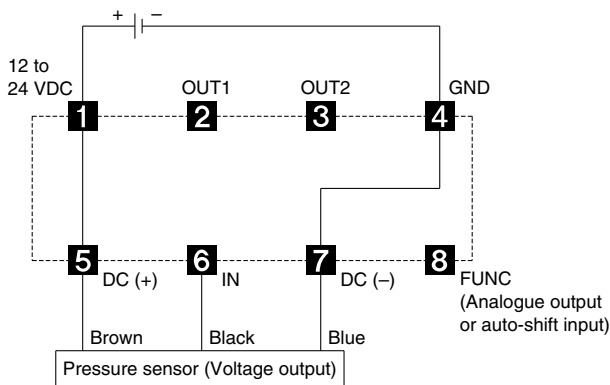 + –
12 to
24 VDC
OUT1
OUT2
GND
1
2
3
4
5
6
7
8
DC (+)
IN
DC (–)
FUNC
(Analogue output
or auto-shift input)
Brown
Black
Blue
Pressure sensor (Voltage output)